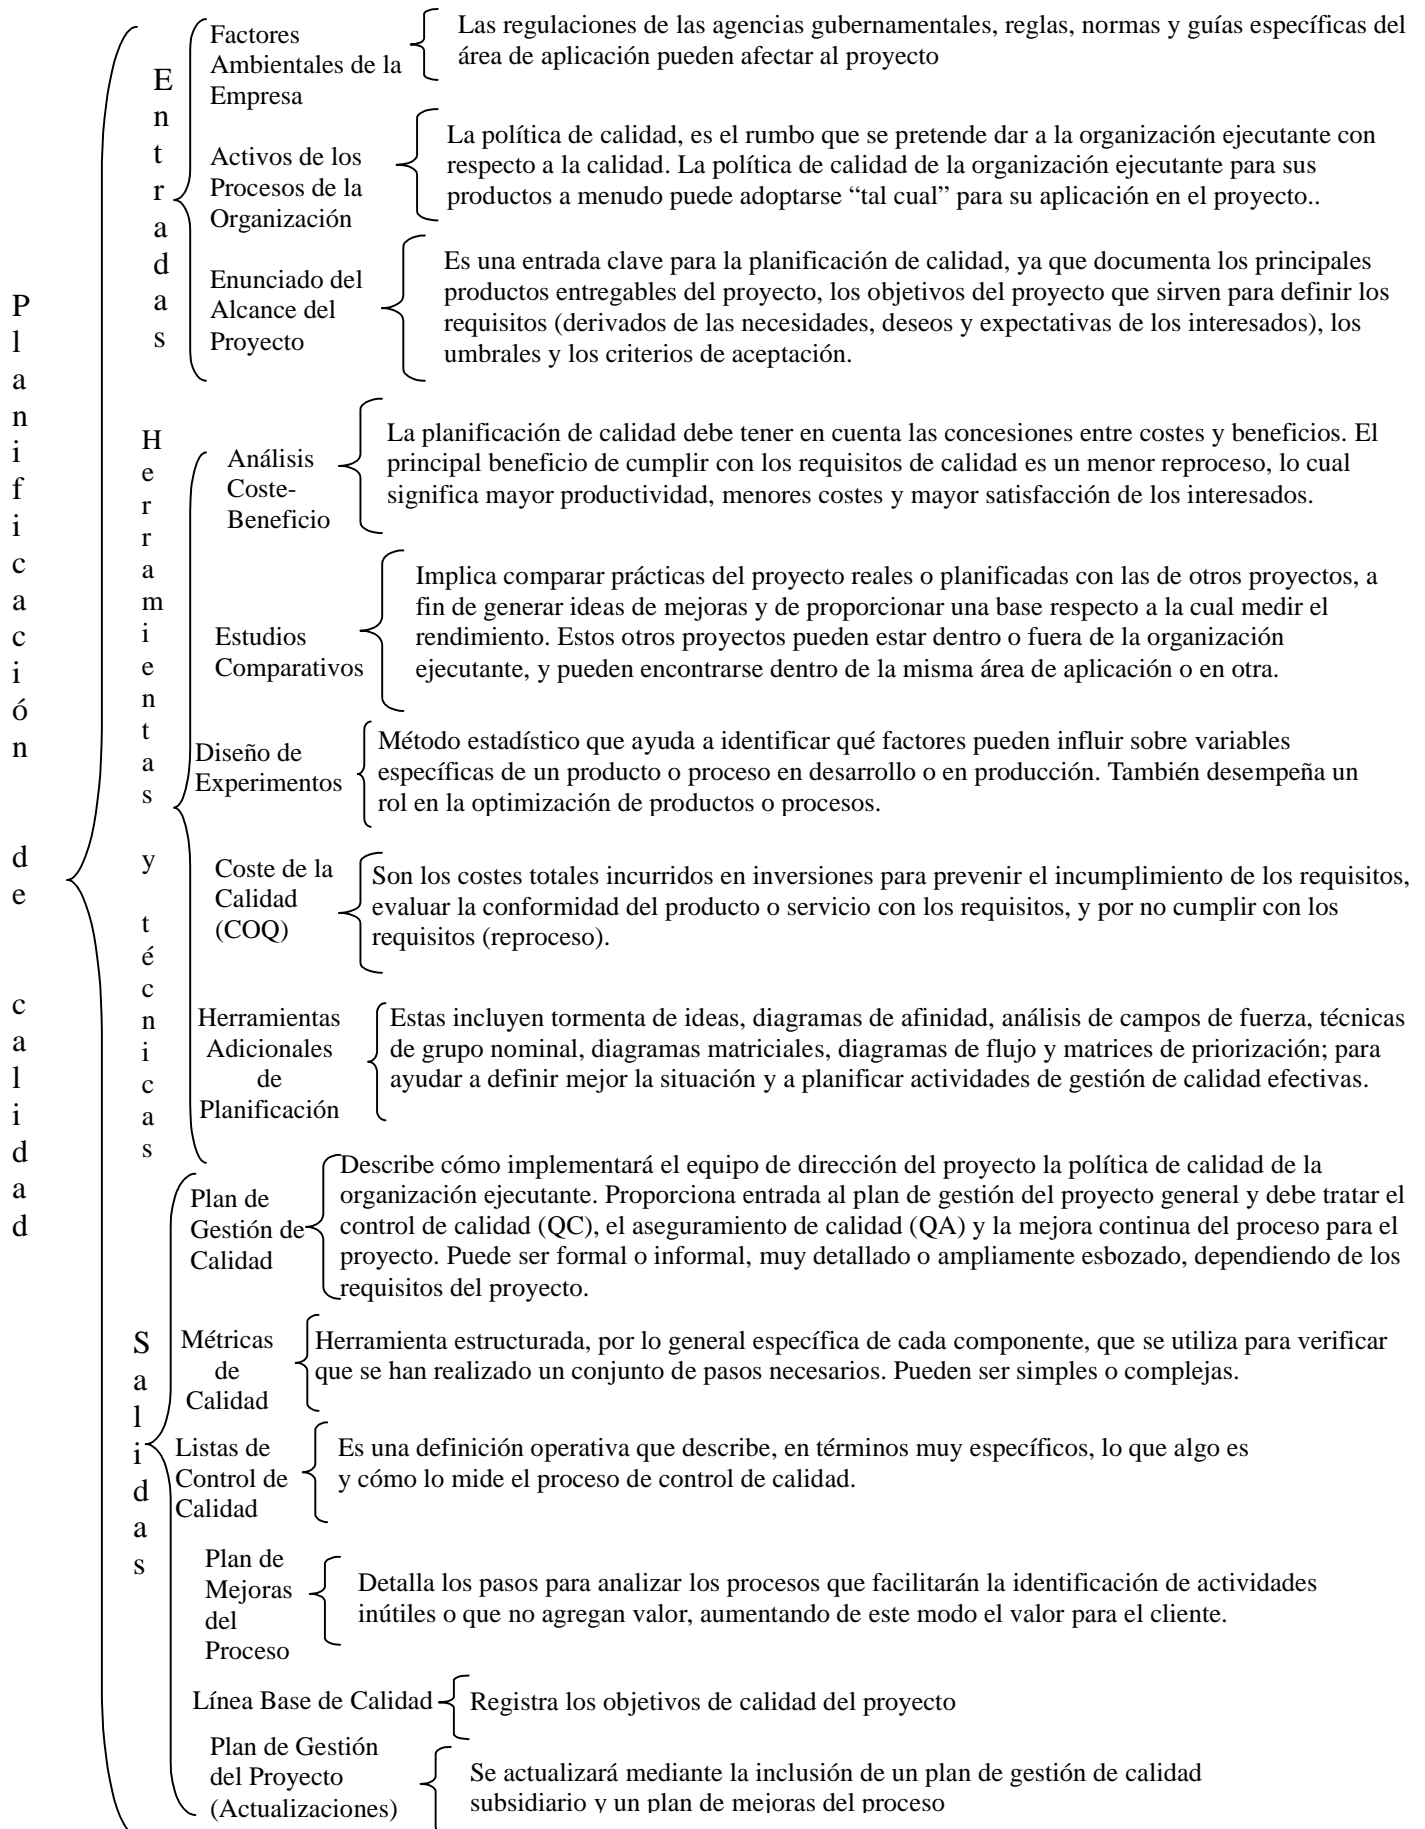 Planificación de calidad
Entradas
Factores
Ambientales de la
Empresa
Las regulaciones de las agencias gubernamentales, reglas, normas y guías específicas del
área de aplicación pueden afectar al proyecto
Activos de los
Procesos de la
Organización
La política de calidad, es el rumbo que se pretende dar a la organización ejecutante con
respecto a la calidad. La política de calidad de la organización ejecutante para sus
productos a menudo puede adoptarse “tal cual” para su aplicación en el proyecto..
Enunciado del
Alcance del
Proyecto
Es una entrada clave para la planificación de calidad, ya que documenta los principales
productos entregables del proyecto, los objetivos del proyecto que sirven para definir los
requisitos (derivados de las necesidades, deseos y expectativas de los interesados), los
umbrales y los criterios de aceptación.
Herramientas y técnicas
Análisis
Coste-
Beneficio
La planificación de calidad debe tener en cuenta las concesiones entre costes y beneficios. El
principal beneficio de cumplir con los requisitos de calidad es un menor reproceso, lo cual
significa mayor productividad, menores costes y mayor satisfacción de los interesados.
Estudios
Comparativos
Implica comparar prácticas del proyecto reales o planificadas con las de otros proyectos, a
fin de generar ideas de mejoras y de proporcionar una base respecto a la cual medir el
rendimiento. Estos otros proyectos pueden estar dentro o fuera de la organización
ejecutante, y pueden encontrarse dentro de la misma área de aplicación o en otra.
Diseño de
Experimentos
Método estadístico que ayuda a identificar qué factores pueden influir sobre variables
específicas de un producto o proceso en desarrollo o en producción. También desempeña un
rol en la optimización de productos o procesos.
Coste de la
Calidad
(COQ)
Son los costes totales incurridos en inversiones para prevenir el incumplimiento de los requisitos,
evaluar la conformidad del producto o servicio con los requisitos, y por no cumplir con los
requisitos (reproceso).
Herramientas
Adicionales
de
Planificación
Estas incluyen tormenta de ideas, diagramas de afinidad, análisis de campos de fuerza, técnicas
de grupo nominal, diagramas matriciales, diagramas de flujo y matrices de priorización; para
ayudar a definir mejor la situación y a planificar actividades de gestión de calidad efectivas.
Salidas
Plan de
Gestión de
Calidad
Describe cómo implementará el equipo de dirección del proyecto la política de calidad de la
organización ejecutante. Proporciona entrada al plan de gestión del proyecto general y debe tratar el
control de calidad (QC), el aseguramiento de calidad (QA) y la mejora continua del proceso para el
proyecto. Puede ser formal o informal, muy detallado o ampliamente esbozado, dependiendo de los
requisitos del proyecto.
Métricas
de
Calidad
Herramienta estructurada, por lo general específica de cada componente, que se utiliza para verificar
que se han realizado un conjunto de pasos necesarios. Pueden ser simples o complejas.
Listas de
Control de
Calidad
Es una definición operativa que describe, en términos muy específicos, lo que algo es
y cómo lo mide el proceso de control de calidad.
Plan de
Mejoras
del
Proceso
Detalla los pasos para analizar los procesos que facilitarán la identificación de actividades
inútiles o que no agregan valor, aumentando de este modo el valor para el cliente.
Línea Base de Calidad
Registra los objetivos de calidad del proyecto
Plan de Gestión
del Proyecto
(Actualizaciones)
Se actualizará mediante la inclusión de un plan de gestión de calidad
subsidiario y un plan de mejoras del proceso